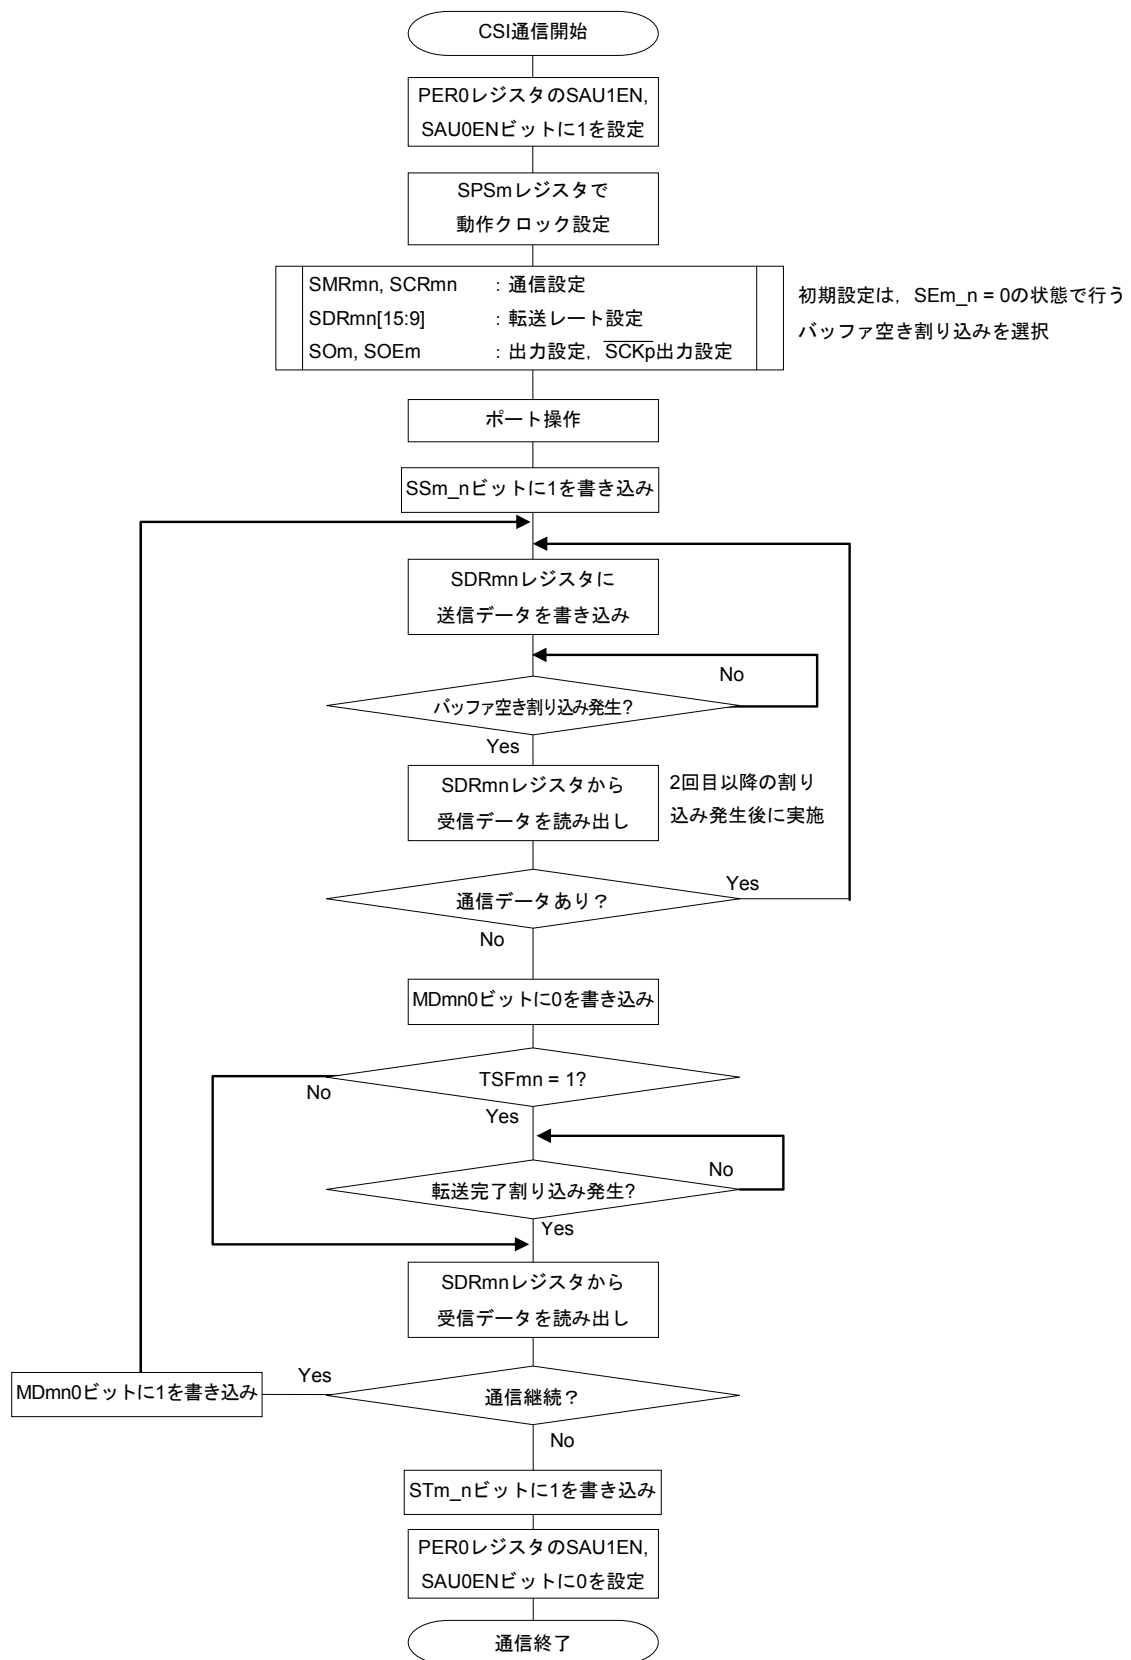 CSI通信開始
PER0レジスタのSAU1EN,
SAU0ENビットに1を設定
SPSmレジスタで
動作クロック設定
SMRmn, SCRmn : 通信設定
SDRmn[15:9] : 転送レート設定
SOm, SOEm : 出力設定, SCKp出力設定
初期設定は, SEm_n = 0の状態で行う
バッファ空き割り込みを選択
ポート操作
SSm_nビットに1を書き込み
SDRmnレジスタに
送信データを書き込み
No
バッファ空き割り込み発生?
Yes
SDRmnレジスタから
受信データを読み出し
2回目以降の割り
込み発生後に実施
通信データあり?
Yes
No
MDmn0ビットに0を書き込み
TSFmn = 1?
No
Yes
No
転送完了割り込み発生?
Yes
SDRmnレジスタから
受信データを読み出し
MDmn0ビットに1を書き込み
Yes
通信継続?
No
STm_nビットに1を書き込み
PER0レジスタのSAU1EN,
SAU0ENビットに0を設定
通信終了